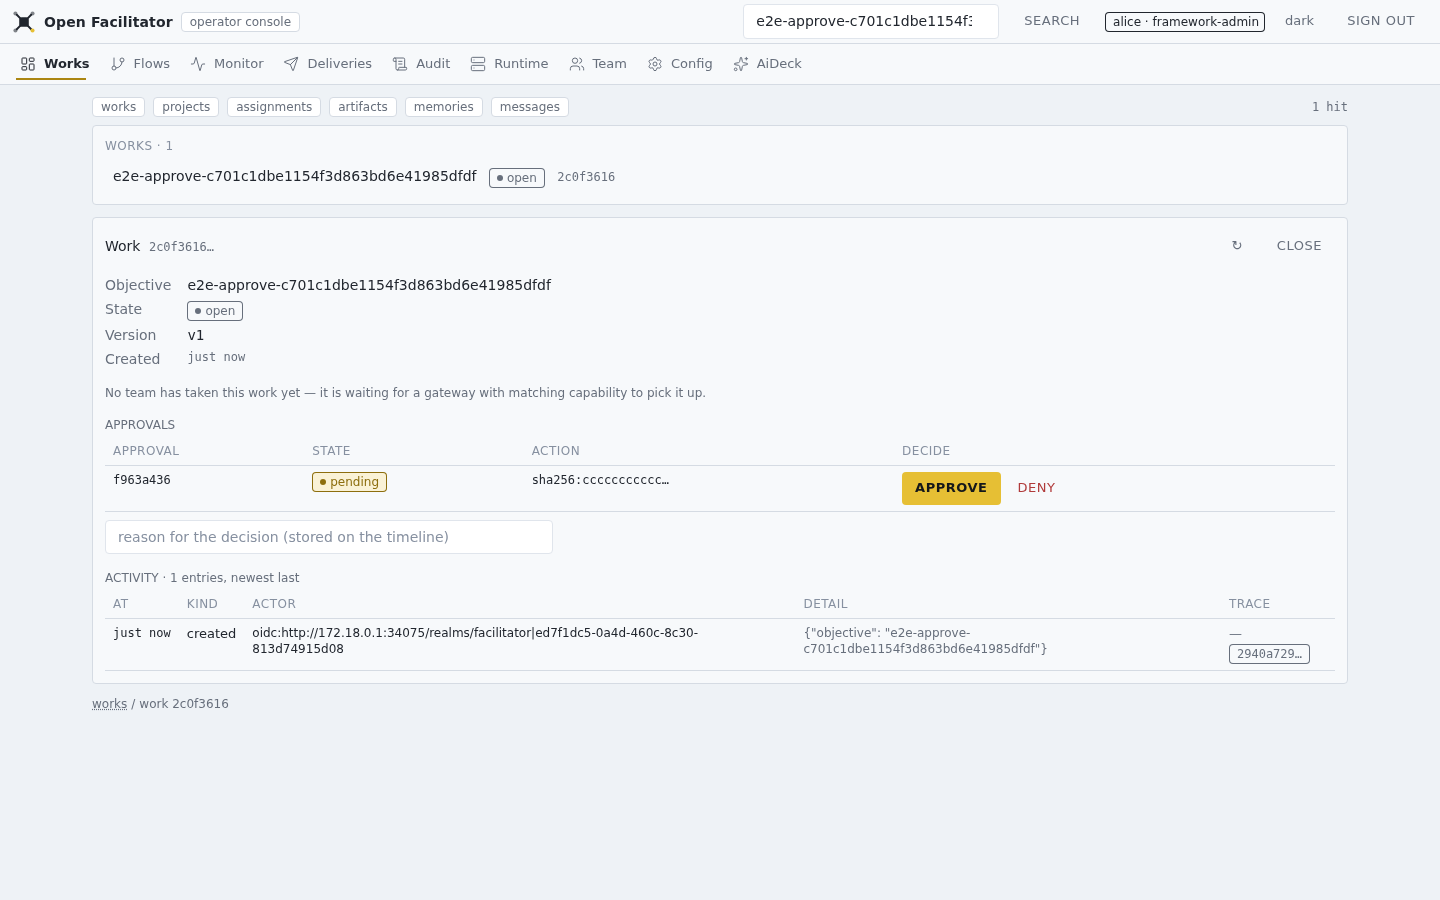 Open Facilitator operator console e2e-approve-c701c1dbe1154f3 SEARCH alice · framework-admin dark SIGN OUT
Works Flows Monitor Deliveries Audit Runtime Team Config AiDeck
works projects assignments artifacts memories messages 1 hit
WORKS · 1
e2e-approve-c701c1dbe1154f3d863bd6e41985dfdf open 2c0f3616
Work 2c0f3616… ↻ CLOSE
Objective e2e-approve-c701c1dbe1154f3d863bd6e41985dfdf
State open
Version v1
Created just now
No team has taken this work yet — it is waiting for a gateway with matching capability to pick it up.
APPROVALS
APPROVAL STATE ACTION DECIDE
f963a436 pending sha256:ccccccccccc… APPROVE DENY
reason for the decision (stored on the timeline)
ACTIVITY · 1 entries, newest last
AT KIND ACTOR DETAIL TRACE
just now created oidc:http://172.18.0.1:34075/realms/facilitator|ed7f1dc5-0a4d-460c-8c30- {"objective": "e2e-approve- —
813d74915d08 c701c1dbe1154f3d863bd6e41985dfdf"} 2940a729…
works / work 2c0f3616